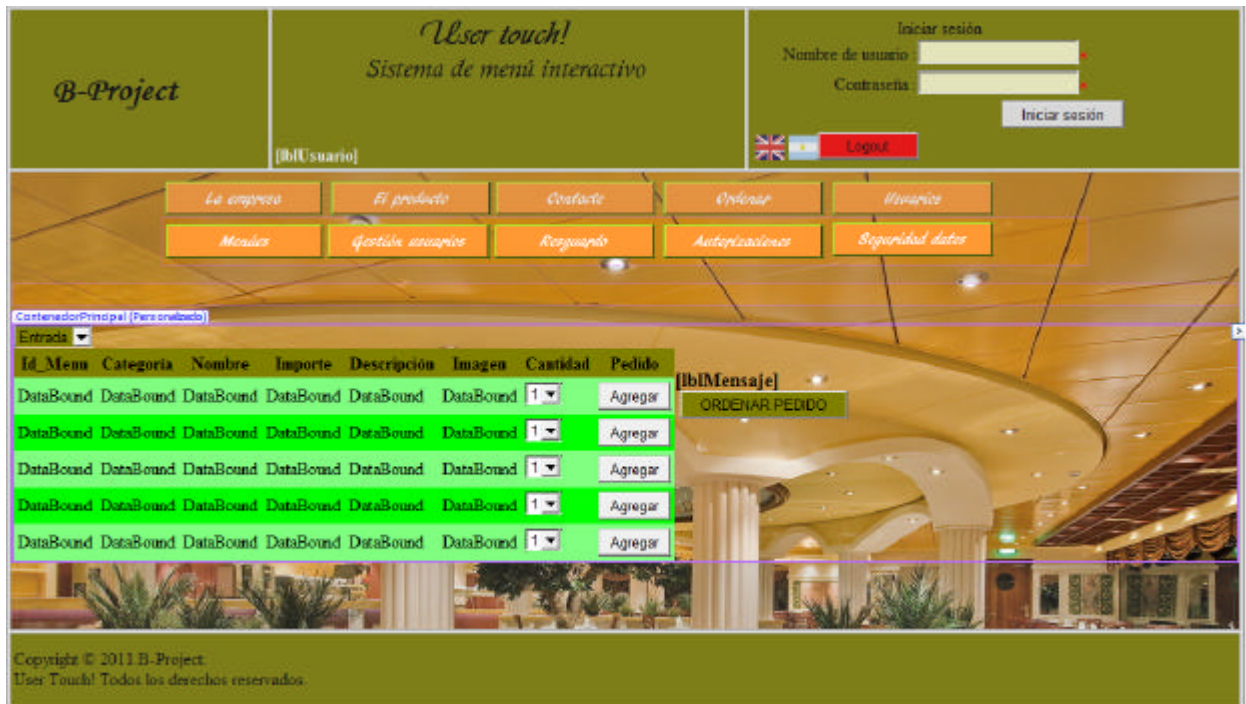 B-Project
User touch!
Sistema de menú interactivo
[lblUsuario]
Iniciar sesión
Nombre de usuario : *
Contraseña : *
Iniciar sesión
Logout
La empresa El producto Contacto Ordenar Usuarios
Menúes Gestión usuarios Resguardo Autorizaciones Seguridad datos
ContenedorPrincipal (Personalizado)
Entrada
Id_Menu Categoría Nombre Importe Descripción Imagen Cantidad Pedido
DataBound DataBound DataBound DataBound DataBound DataBound 1 Agregar
DataBound DataBound DataBound DataBound DataBound DataBound 1 Agregar
DataBound DataBound DataBound DataBound DataBound DataBound 1 Agregar
DataBound DataBound DataBound DataBound DataBound DataBound 1 Agregar
DataBound DataBound DataBound DataBound DataBound DataBound 1 Agregar
[lblMensaje]
ORDENAR PEDIDO
Copyright © 2011.B-Project.
User Touch! Todos los derechos reservados.